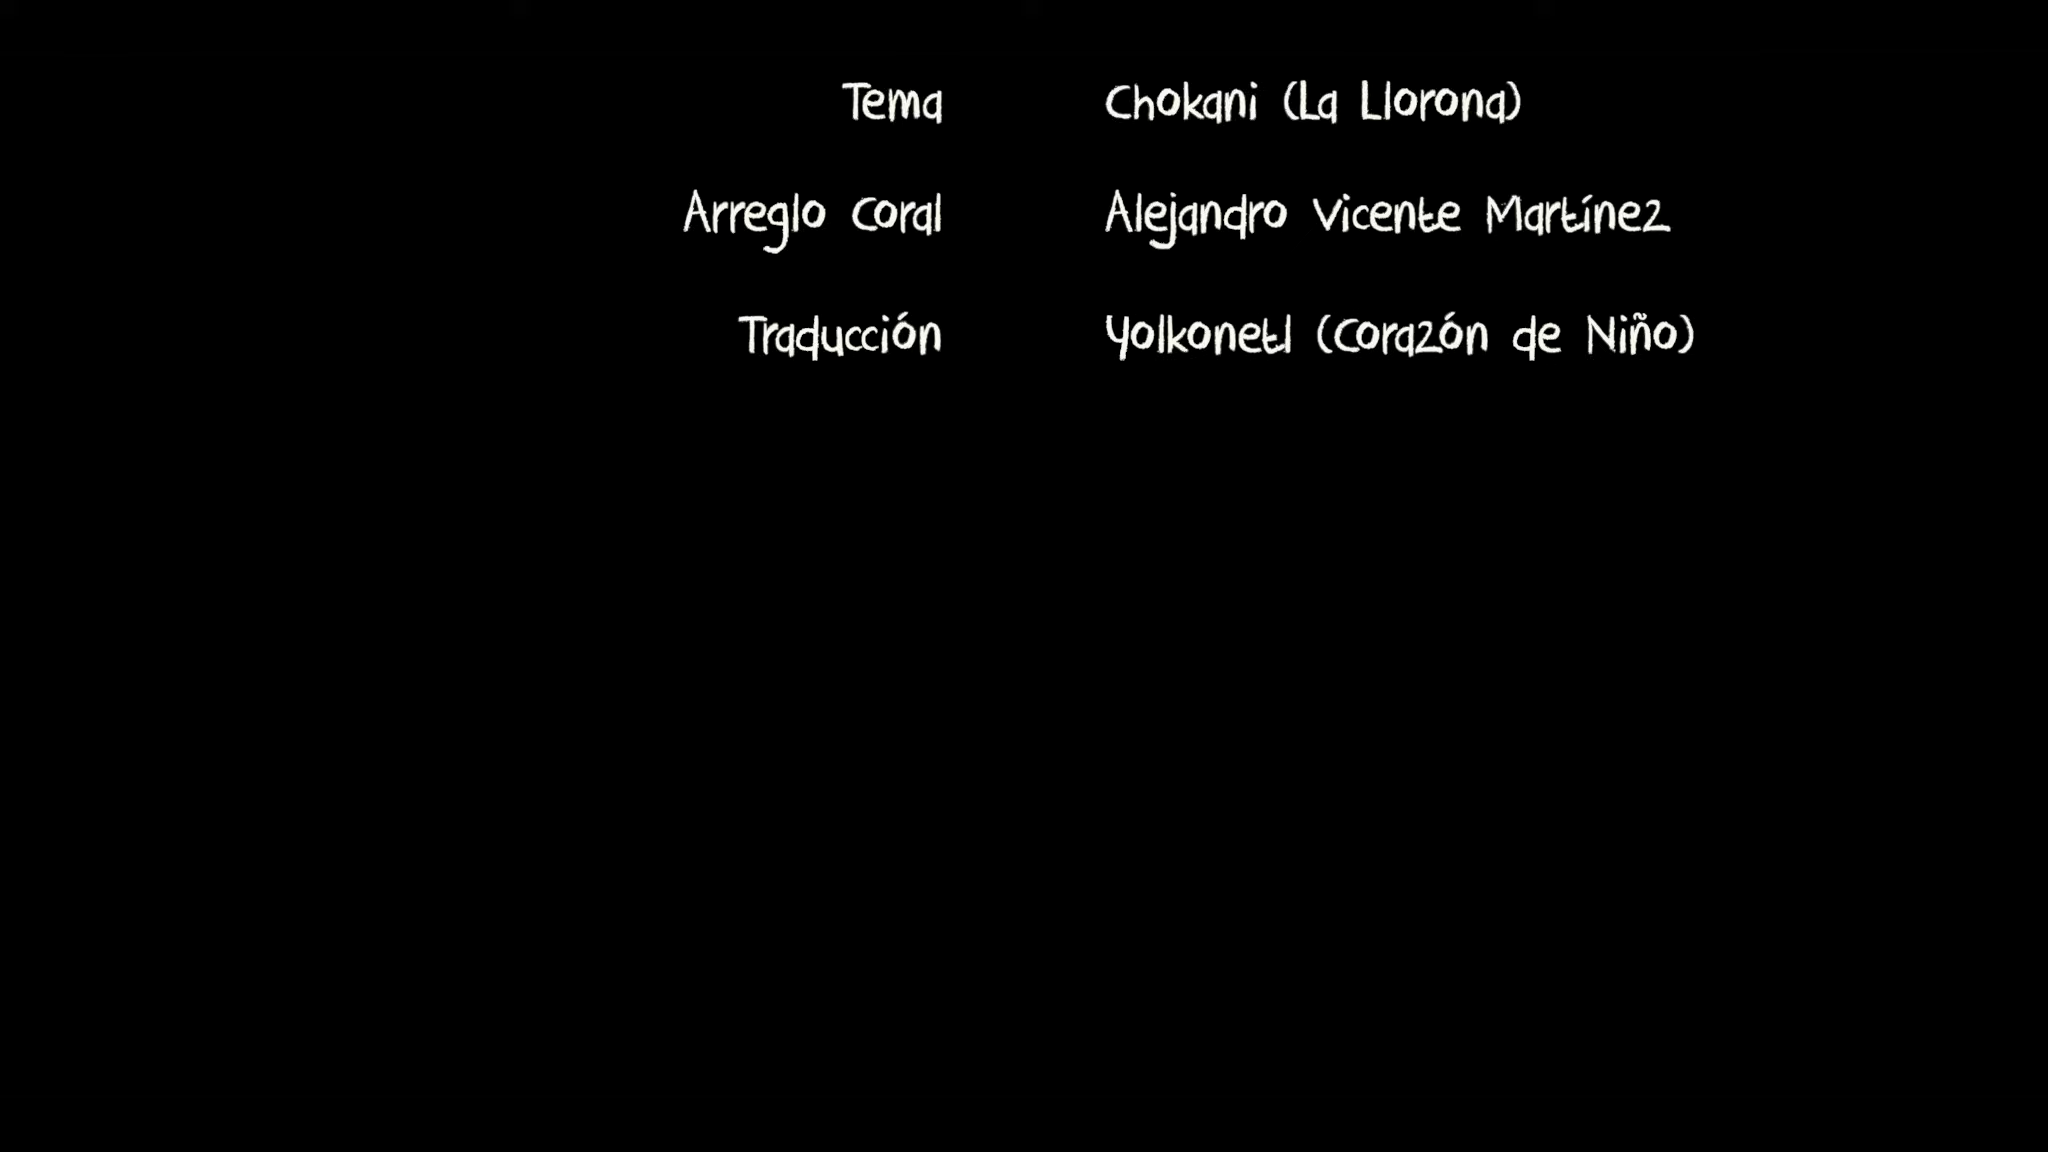 Tema Chokani (La Llorona)
Arreglo Coral Alejandro Vicente Martínez
Traducción Yolkonetl (Corazón de Niño)